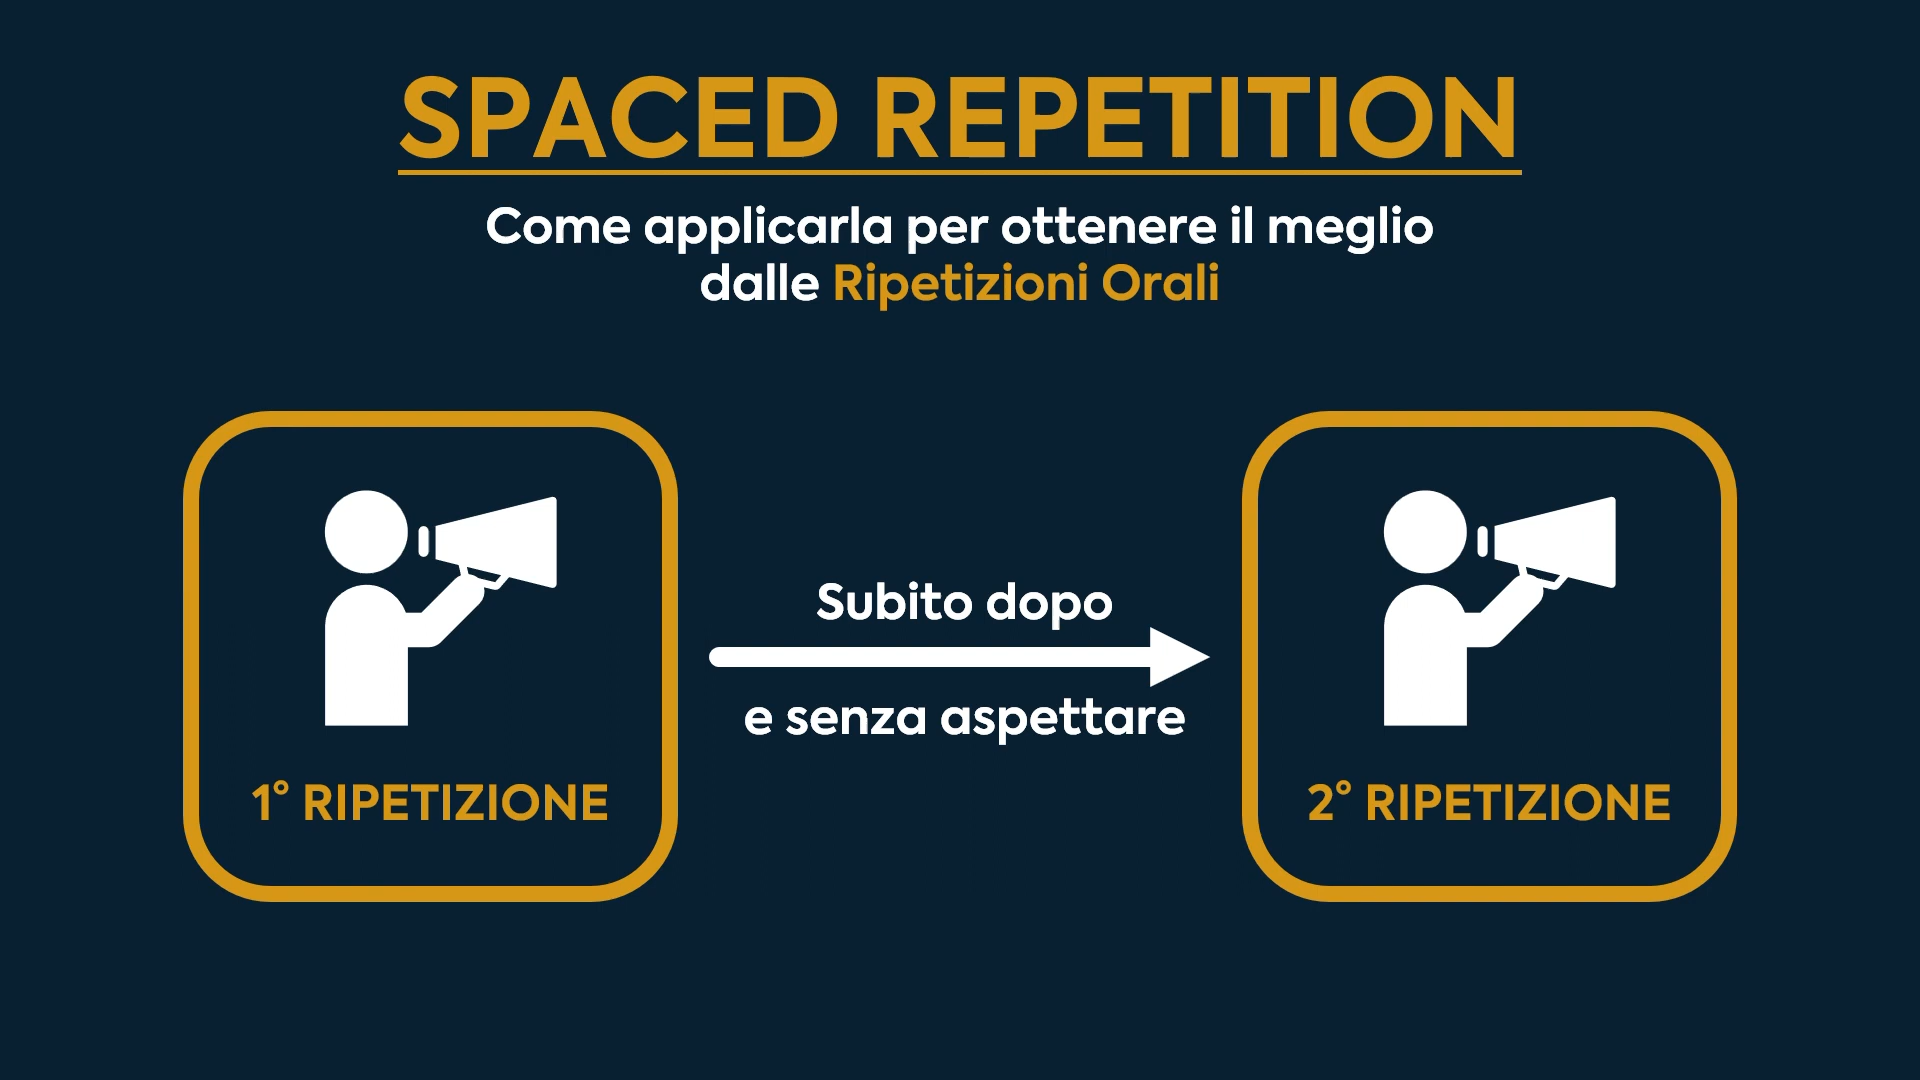 SPACED REPETITION
Come applicarla per ottenere il meglio
dalle Ripetizioni Orali
Subito dopo
e senza aspettare
1° RIPETIZIONE
2° RIPETIZIONE